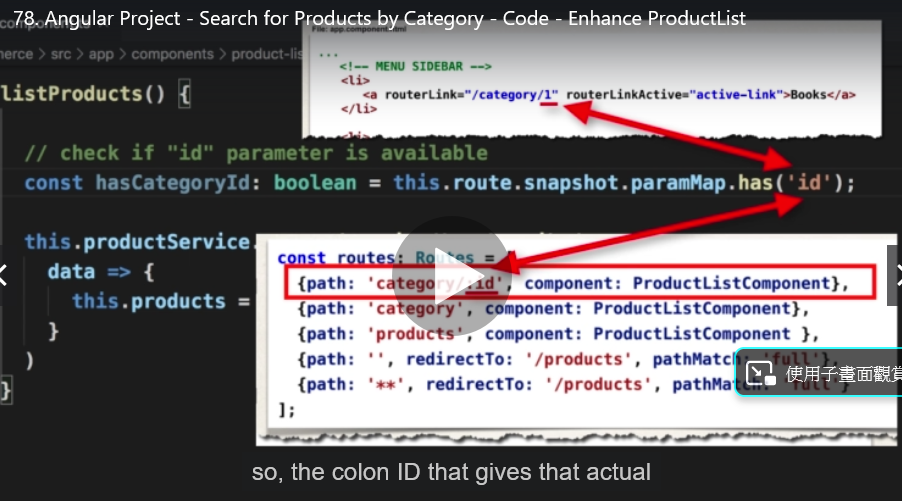 78. Angular Project - Search for Products by Category - Code - Enhance ProductList
File: app.component.html
merce > src > app > components > product-lis
...
<!-- MENU SIDEBAR -->
<li>
<a routerLink="/category/1" routerLinkActive="active-link">Books</a>
</li>
<li>
listProducts() {
// check if "id" parameter is available
const hasCategoryId: boolean = this.route.snapshot.paramMap.has('id');
this.productService.
data => {
this.products =
}
)
}
const routes: Routes =
{path: 'category/:id', component: ProductListComponent},
{path: 'category', component: ProductListComponent},
{path: 'products', component: ProductListComponent },
{path: '', redirectTo: '/products', pathMatch: 'full'},
{path: '**', redirectTo: '/products', pathMatch: 'full'}
];
使用子畫面觀賞
so, the colon ID that gives that actual